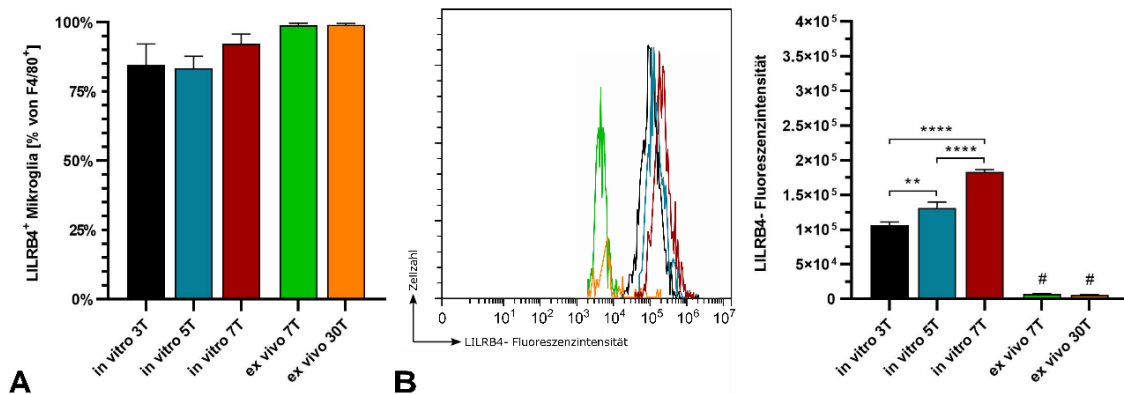 LILRB4⁺ Mikroglia [% von F4/80⁺]
100%
75%
50%
25%
0%
in vitro 3T
in vitro 5T
in vitro 7T
ex vivo 7T
ex vivo 30T
A
Zellzahl
0
10¹
10²
10³
10⁴
10⁵
10⁶
10⁷
LILRB4- Fluoreszenzintensität
B
LILRB4- Fluoreszenzintensität
4×10⁵
3×10⁵
3×10⁵
2×10⁵
2×10⁵
1×10⁵
1×10⁵
5×10⁴
0
****
****
**
#
#
in vitro 3T
in vitro 5T
in vitro 7T
ex vivo 7T
ex vivo 30T